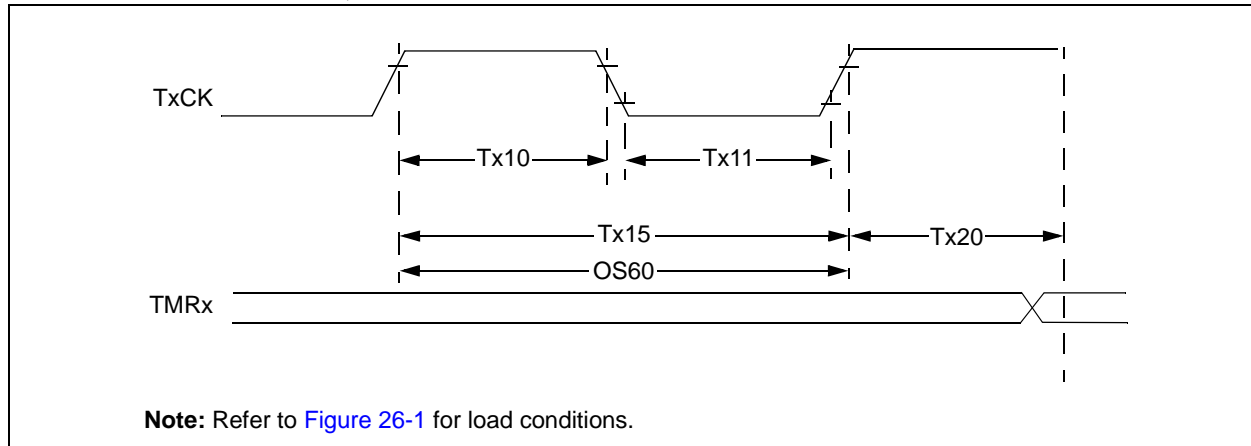 TxCK
Tx10 Tx11
Tx15 Tx20
OS60
TMRx
Note: Refer to Figure 26-1 for load conditions.